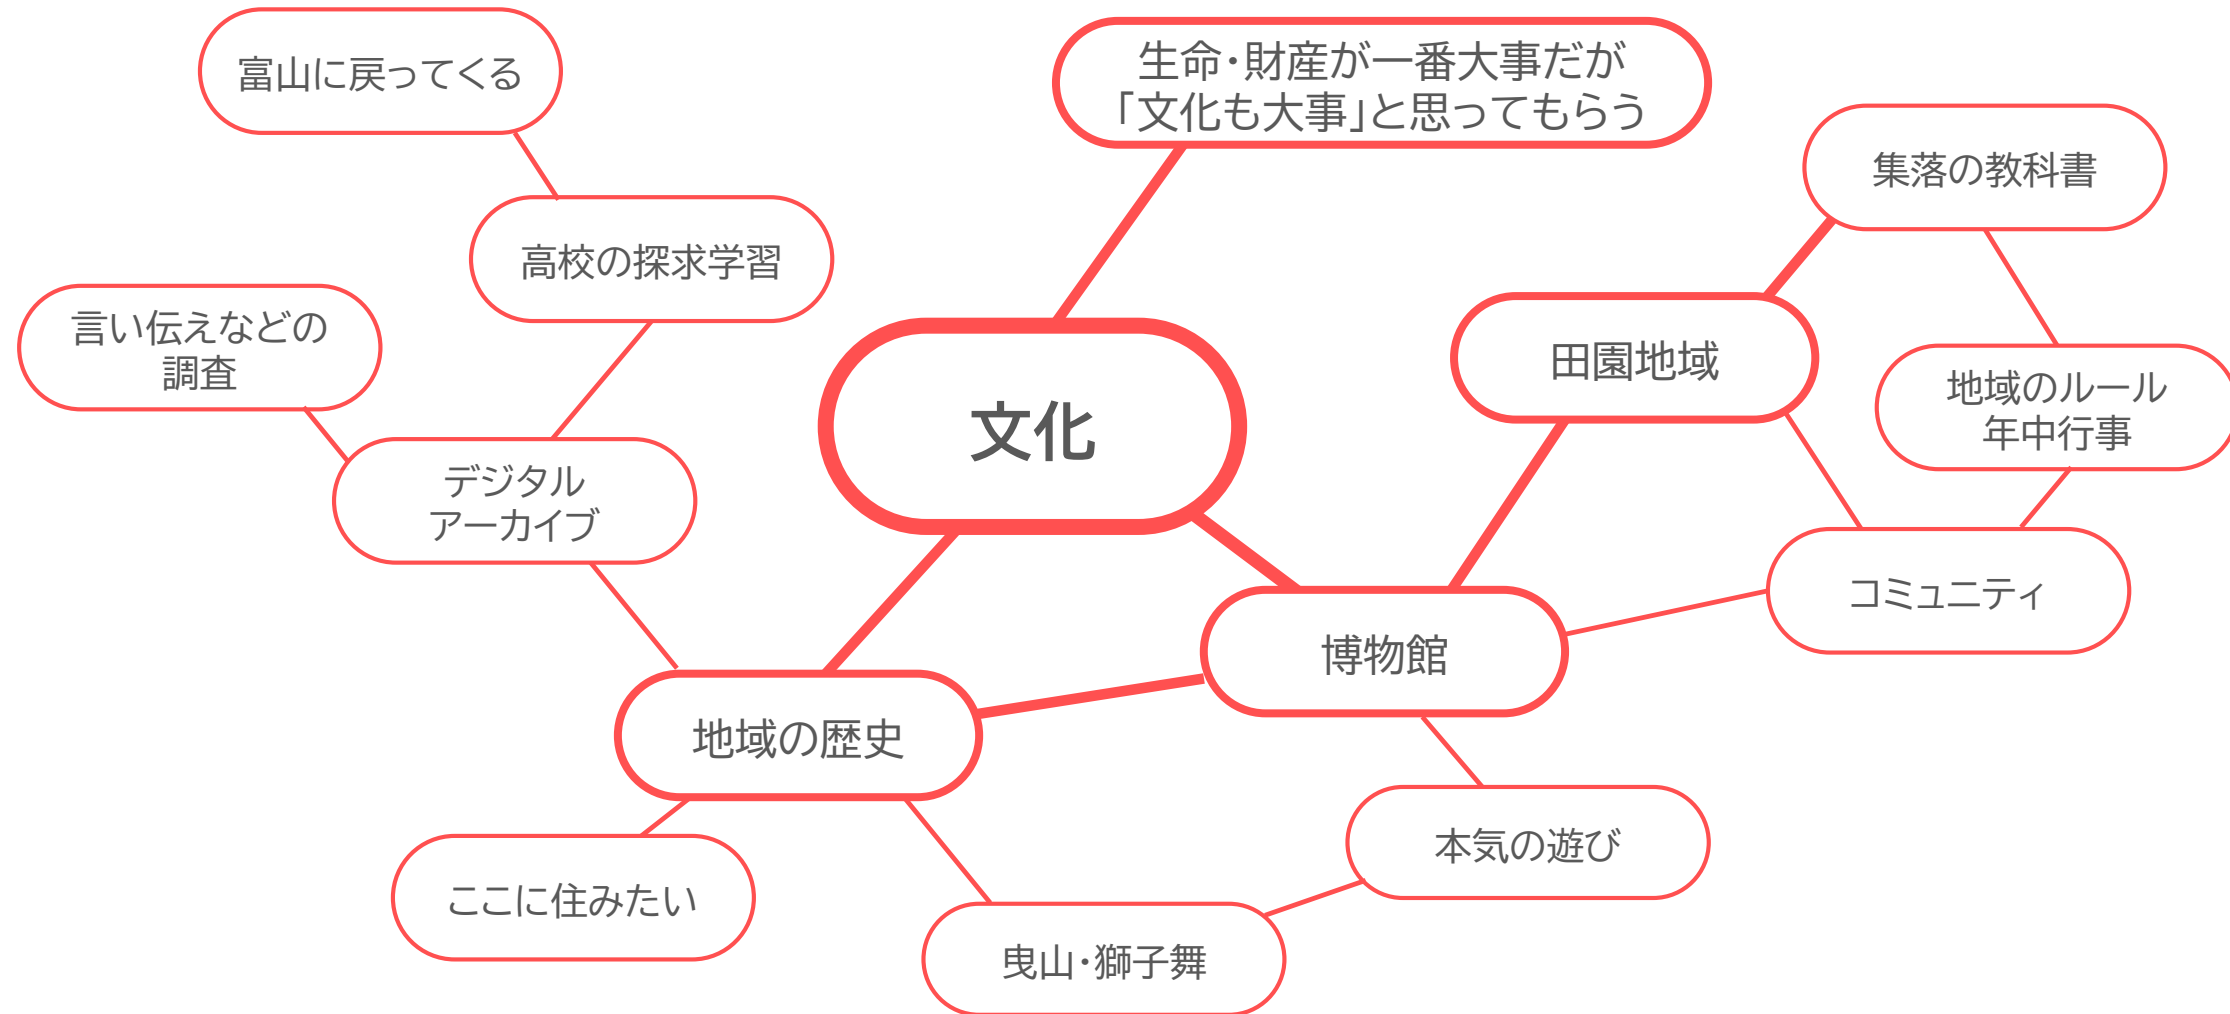 富山に戻ってくる
生命・財産が一番大事だが
「文化も大事」と思ってもらう
集落の教科書
高校の探求学習
言い伝えなどの
調査
田園地域
地域のルール
年中行事
文化
デジタル
アーカイブ
コミュニティ
博物館
地域の歴史
本気の遊び
ここに住みたい
曳山・獅子舞